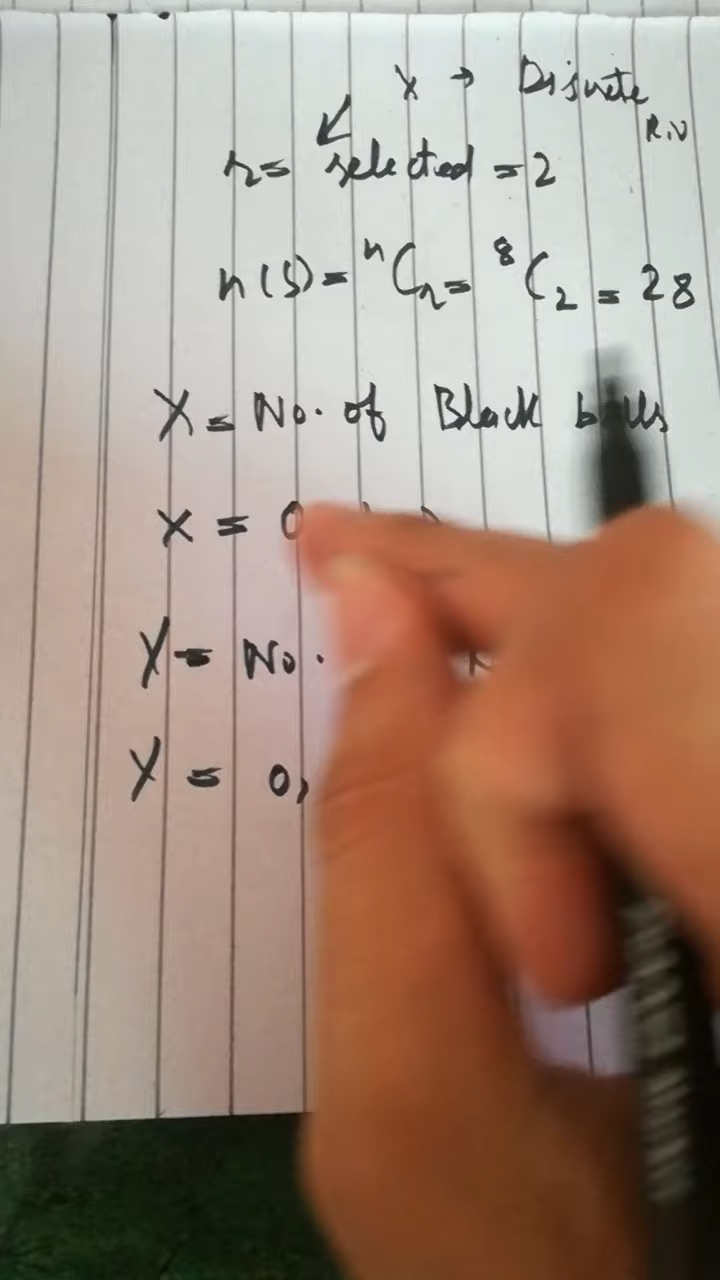 X → Discrete
R.V
r = selected = 2
n(S) = ⁿCᵣ = ⁸C₂ = 28
X = No. of Black balls
X = 0
Y = No.
Y = 0,